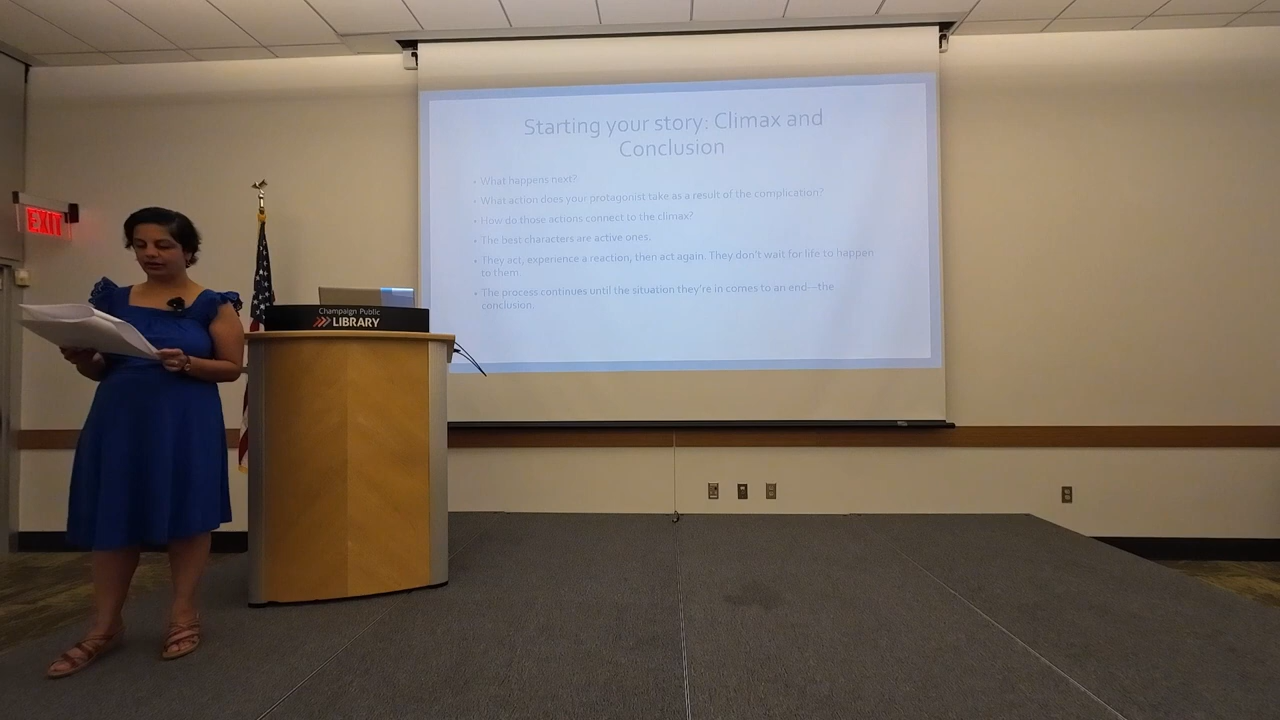 Starting your story: Climax and
Conclusion
• What happens next?
• What action does your protagonist take as a result of the complication?
• How do those actions connect to the climax?
• The best characters are active ones.
• They act, experience a reaction, then act again. They don't wait for life to happen
to them.
• The process continues until the situation they're in comes to an end—the
conclusion.
EXIT
Champaign Public
LIBRARY